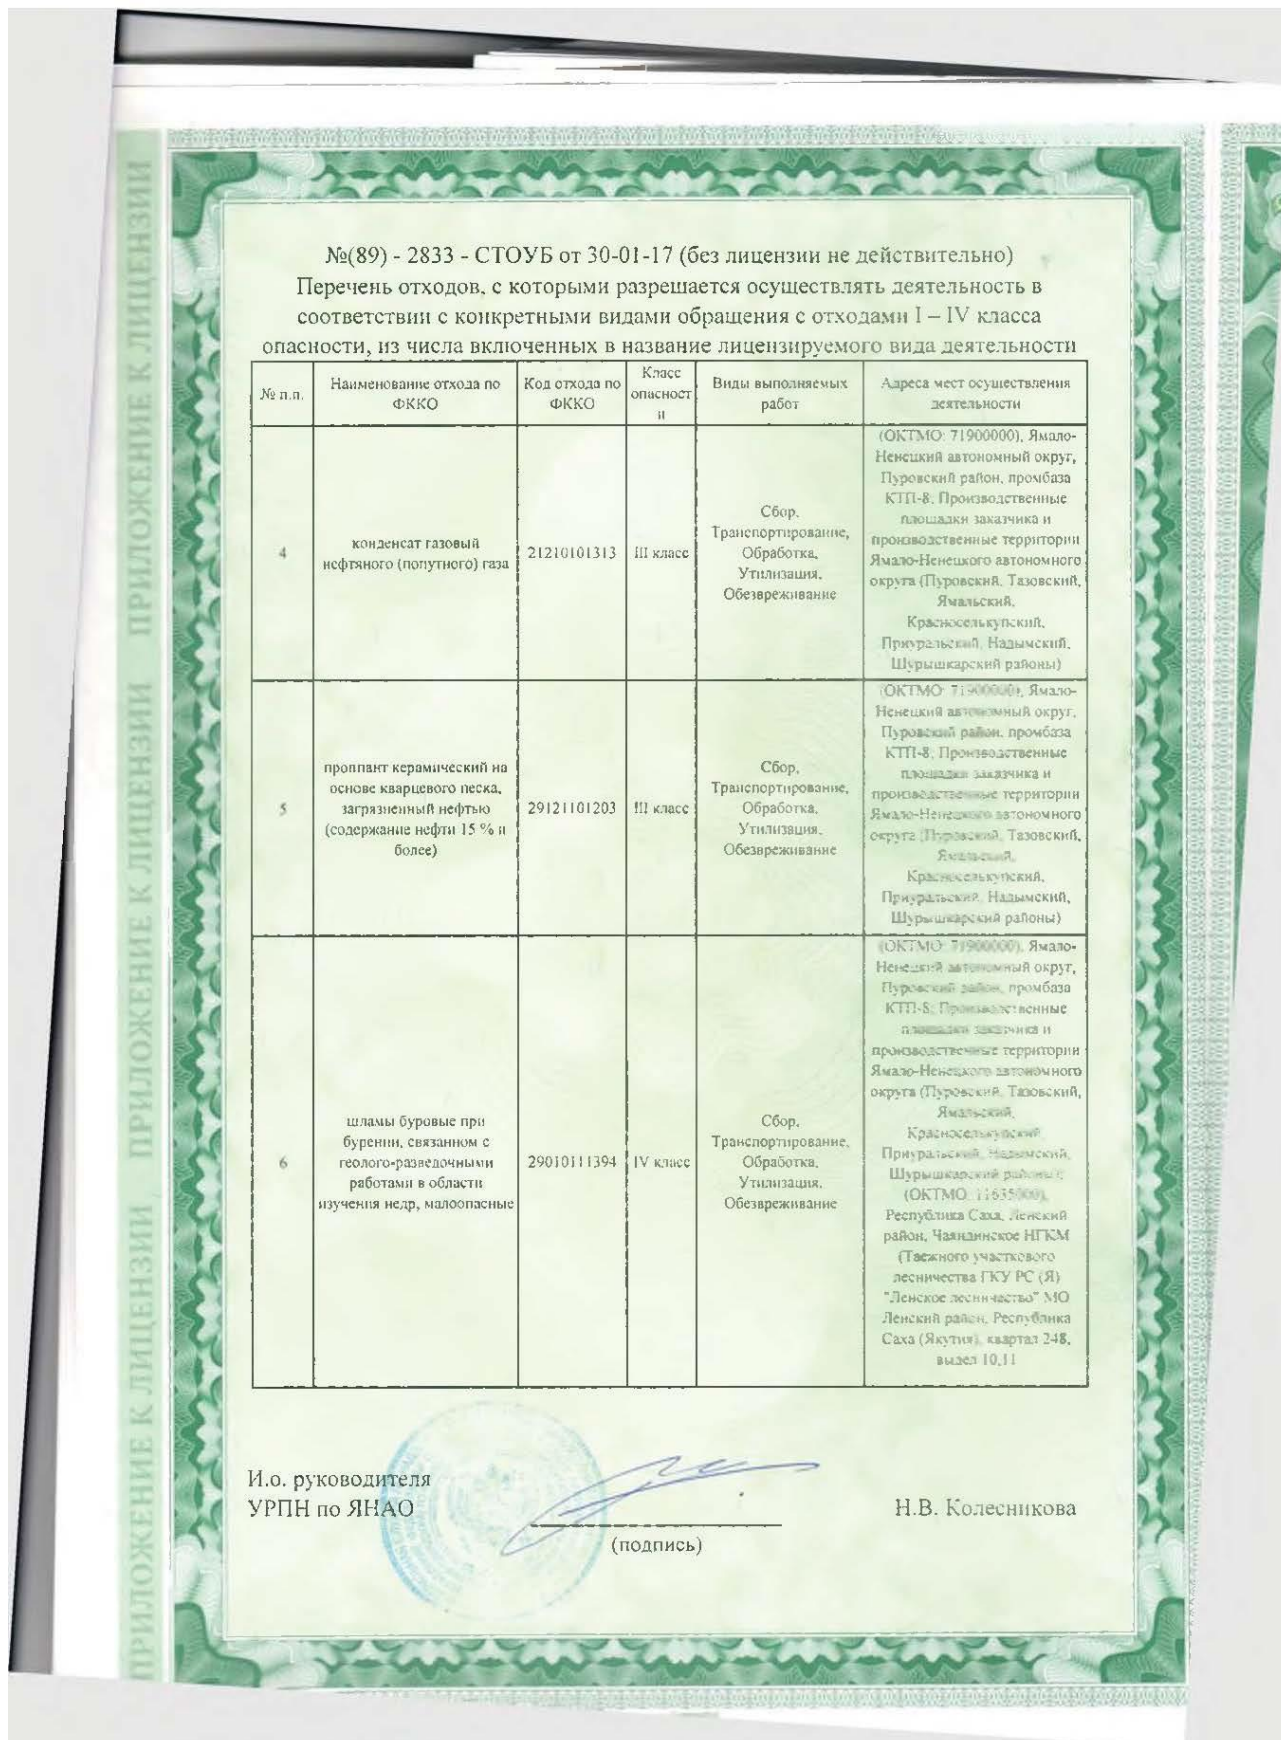 №(89) - 2833 - СТОУБ от 30-01-17 (без лицензии не действительно)
Перечень отходов, с которыми разрешается осуществлять деятельность в
соответствии с конкретными видами обращения с отходами I – IV класса
опасности, из числа включенных в название лицензируемого вида деятельности
№ п.п.
Наименование отхода по
ФККО
Код отхода по
ФККО
Класс
опасност
и
Виды выполняемых
работ
Адреса мест осуществления
деятельности
4
конденсат газовый
нефтяного (попутного) газа
21210101313
III класс
Сбор,
Транспортирование,
Обработка,
Утилизация,
Обезвреживание
(ОКТМО: 71900000), Ямало-
Ненецкий автономный округ,
Пуровский район, промбаза
КТП-8; Производственные
площадки заказчика и
производственные территории
Ямало-Ненецкого автономного
округа (Пуровский, Тазовский,
Ямальский,
Красноселькупский,
Приуральский, Надымский,
Шурышкарский районы)
5
проппант керамический на
основе кварцевого песка,
загрязненный нефтью
(содержание нефти 15 % и
более)
29121101203
III класс
Сбор,
Транспортирование,
Обработка,
Утилизация,
Обезвреживание
(ОКТМО: 71900000), Ямало-
Ненецкий автономный округ,
Пуровский район, промбаза
КТП-8; Производственные
площадки заказчика и
производственные территории
Ямало-Ненецкого автономного
округа (Пуровский, Тазовский,
Ямальский,
Красноселькупский,
Приуральский, Надымский,
Шурышкарский районы)
6
шламы буровые при
бурении, связанном с
геолого-разведочными
работами в области
изучения недр, малоопасные
29010111394
IV класс
Сбор,
Транспортирование,
Обработка,
Утилизация,
Обезвреживание
(ОКТМО: 71900000), Ямало-
Ненецкий автономный округ,
Пуровский район, промбаза
КТП-8; Производственные
площадки заказчика и
производственные территории
Ямало-Ненецкого автономного
округа (Пуровский, Тазовский,
Ямальский,
Красноселькупский
Приуральский, Надымский,
Шурышкарский районы);
(ОКТМО: 11635000),
Республика Саха, Ленский
район, Чаяндинское НГКМ
(Таежного участкового
лесничества ГКУ РС (Я)
"Ленское лесничество" МО
Ленский район, Республика
Саха (Якутия), квартал 248,
выдел 10,11
И.о. руководителя
УРПН по ЯНАО
(подпись)
Н.В. Колесникова
ПРИЛОЖЕНИЕ К ЛИЦЕНЗИИ ПРИЛОЖЕНИЕ К ЛИЦЕНЗИИ ПРИЛОЖЕНИЕ К ЛИЦЕНЗИИ